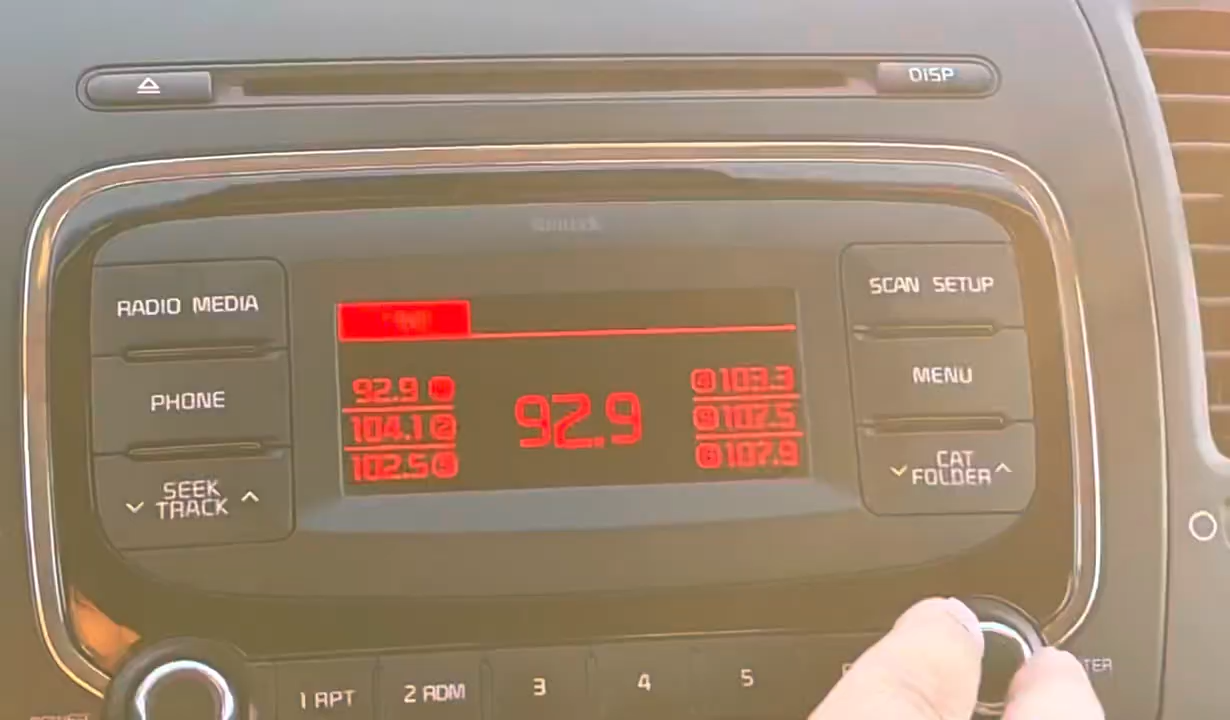 DISP
RADIO MEDIA
SCAN SETUP
92.9
104.1 2
102.5
92.9
103.3
107.5
107.9
PHONE
MENU
SEEK
TRACK
CAT
FOLDER
1 RPT
2 RDM
3
4
5